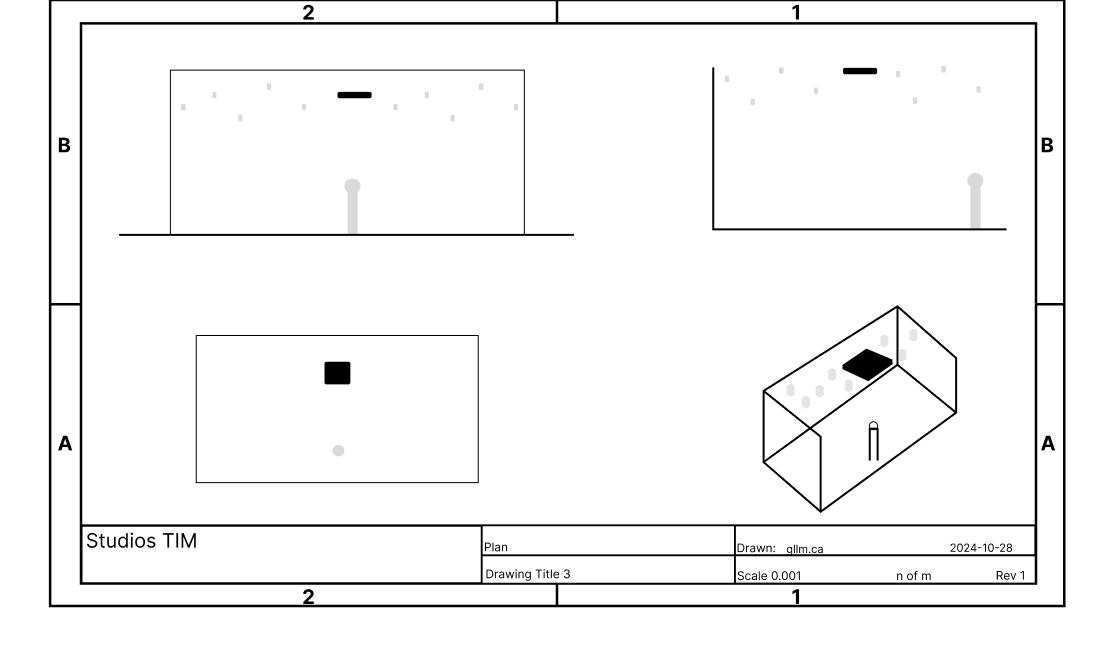 2 1
B B
A A
Studios TIM
Plan
Drawn: qllm.ca 2024-10-28
Drawing Title 3
Scale 0.001 n of m Rev 1
2 1